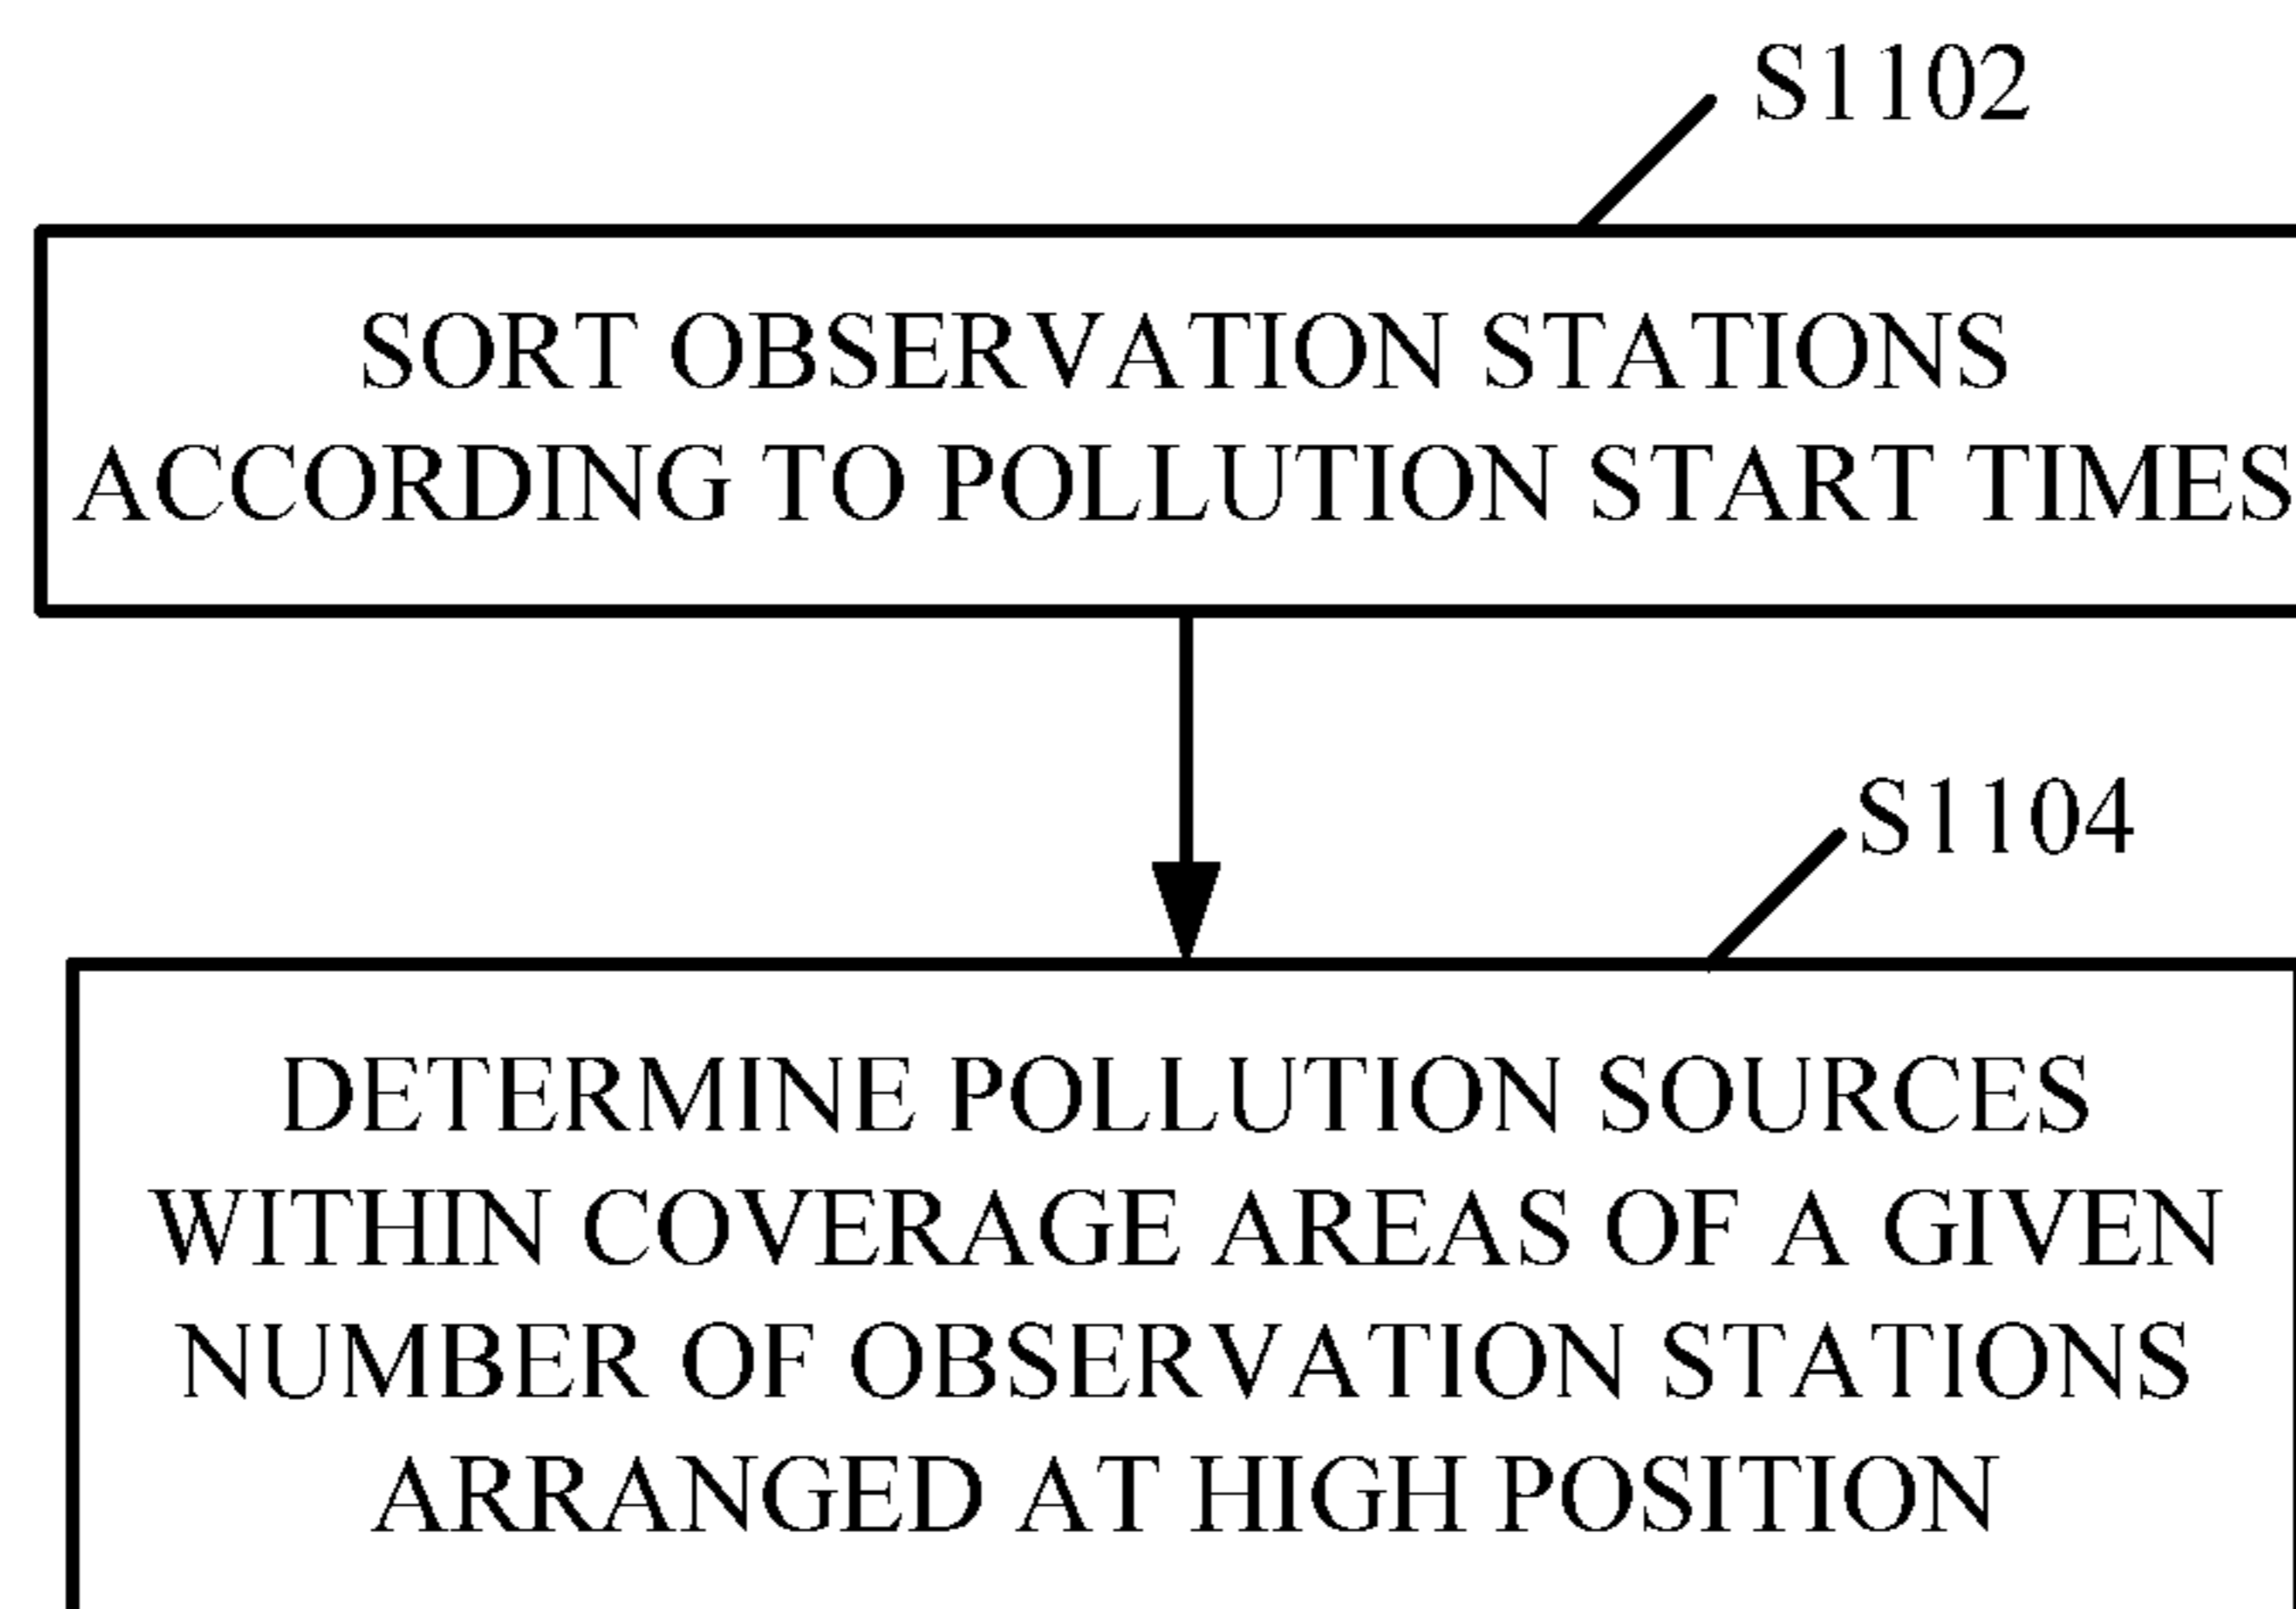 S1102
SORT OBSERVATION STATIONS
ACCORDING TO POLLUTION START TIMES
S1104
DETERMINE POLLUTION SOURCES
WITHIN COVERAGE AREAS OF A GIVEN
NUMBER OF OBSERVATION STATIONS
ARRANGED AT HIGH POSITION